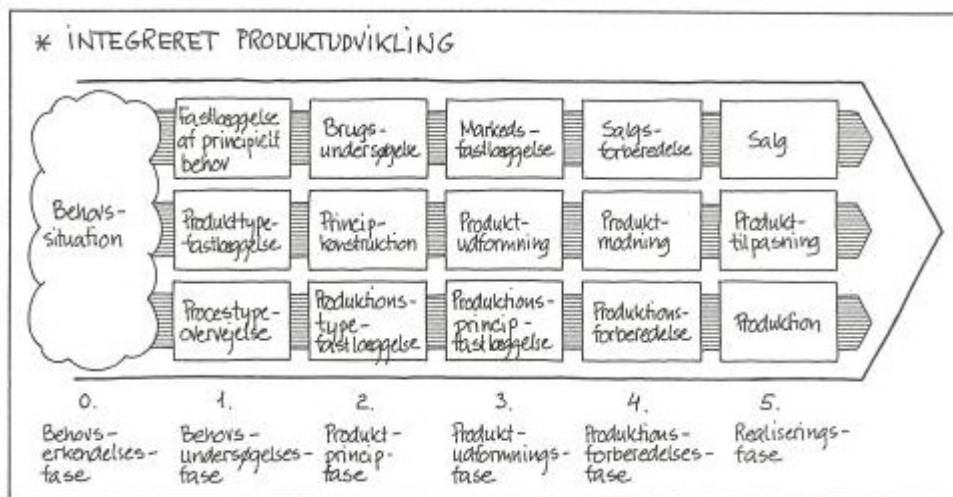 * INTEGRERET PRODUKTUDVIKLING
Behovs-
situation
Fastlæggelse
af principielt
behov
Brugs-
undersøgelse
Markeds-
fastlæggelse
Salgs-
forberedelse
Salg
Produkttype-
fastlæggelse
Princip-
konstruktion
Produkt-
udformning
Produkt-
modning
Produkt-
tilpasning
Procestype-
overvejelse
Produktions-
type-
fastlæggelse
Produktions-
princip-
fastlæggelse
Produktions-
forberedelse
Produktion
0.
Behovs-
erkendelses-
fase
1.
Behovs-
undersøgelses-
fase
2.
Produkt-
princip-
fase
3.
Produkt-
udformnings-
fase
4.
Produktions-
forberedelses-
fase
5.
Realiserings-
fase